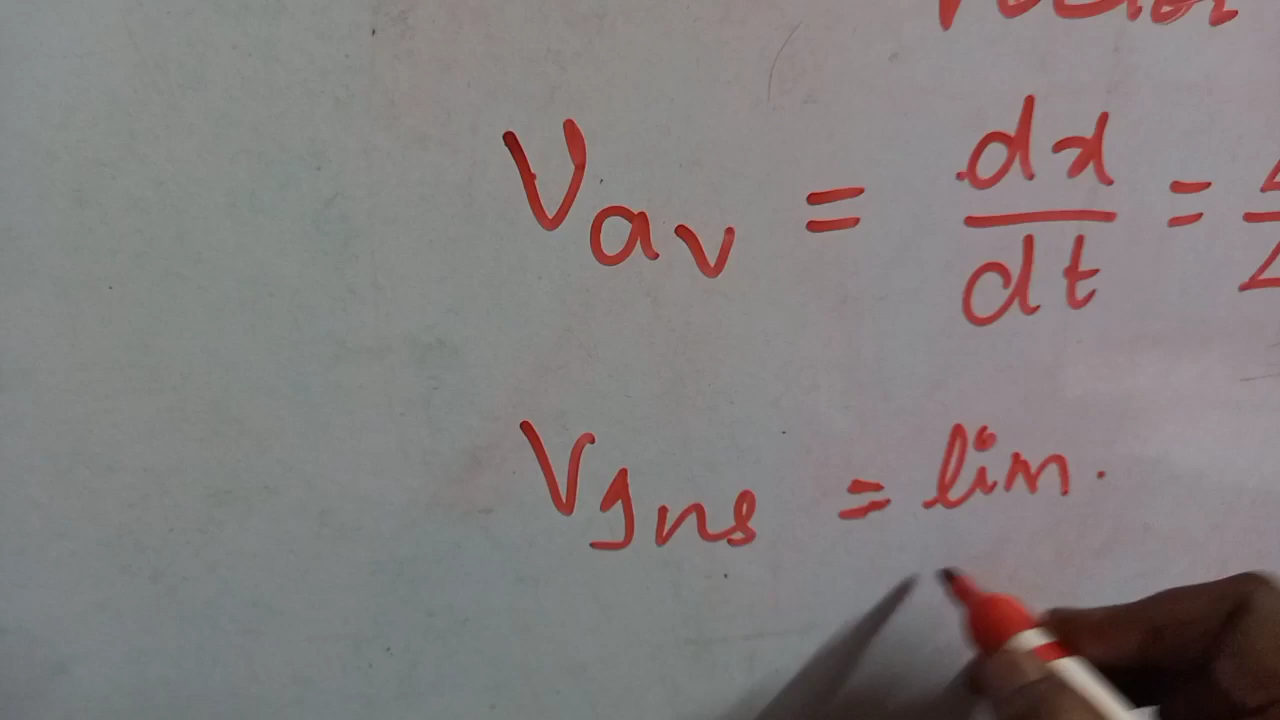 Vav = dx/dt =
VIns = lim.